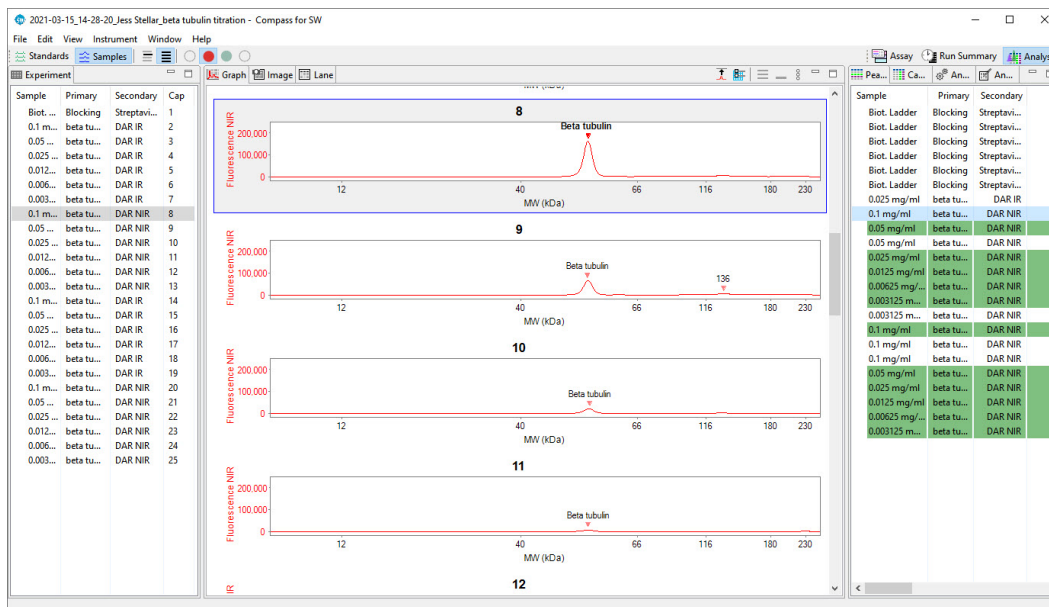 2021-03-15_14-28-20_Jess Stellar_beta tubulin titration - Compass for SW
File Edit View Instrument Window Help
Standards Samples Assay Run Summary Analys
Experiment
Sample Primary Secondary Cap
Biot. ... Blocking Streptavi... 1
0.1 m... beta tu... DAR IR 2
0.05 ... beta tu... DAR IR 3
0.025 ... beta tu... DAR IR 4
0.012... beta tu... DAR IR 5
0.006... beta tu... DAR IR 6
0.003... beta tu... DAR IR 7
0.1 m... beta tu... DAR NIR 8
0.05 ... beta tu... DAR NIR 9
0.025 ... beta tu... DAR NIR 10
0.012... beta tu... DAR NIR 11
0.006... beta tu... DAR NIR 12
0.003... beta tu... DAR NIR 13
0.1 m... beta tu... DAR IR 14
0.05 ... beta tu... DAR IR 15
0.025 ... beta tu... DAR IR 16
0.012... beta tu... DAR IR 17
0.006... beta tu... DAR IR 18
0.003... beta tu... DAR IR 19
0.1 m... beta tu... DAR NIR 20
0.05 ... beta tu... DAR NIR 21
0.025 ... beta tu... DAR NIR 22
0.012... beta tu... DAR NIR 23
0.006... beta tu... DAR NIR 24
0.003... beta tu... DAR NIR 25
Graph Image Lane
MW (kDa)
8
Beta tubulin
Fluorescence NIR
200,000
100,000
0
12 40 66 116 180 230
MW (kDa)
9
Beta tubulin 136
Fluorescence NIR
200,000
100,000
0
12 40 66 116 180 230
MW (kDa)
10
Beta tubulin
Fluorescence NIR
200,000
100,000
0
12 40 66 116 180 230
MW (kDa)
11
Beta tubulin
Fluorescence NIR
200,000
100,000
0
12 40 66 116 180 230
MW (kDa)
12
IR
Pea... Ca... An... An...
Sample Primary Secondary
Biot. Ladder Blocking Streptavi...
Biot. Ladder Blocking Streptavi...
Biot. Ladder Blocking Streptavi...
Biot. Ladder Blocking Streptavi...
Biot. Ladder Blocking Streptavi...
Biot. Ladder Blocking Streptavi...
0.025 mg/ml beta tu... DAR IR
0.1 mg/ml beta tu... DAR NIR
0.05 mg/ml beta tu... DAR NIR
0.05 mg/ml beta tu... DAR NIR
0.025 mg/ml beta tu... DAR NIR
0.0125 mg/ml beta tu... DAR NIR
0.00625 mg/... beta tu... DAR NIR
0.003125 m... beta tu... DAR NIR
0.003125 m... beta tu... DAR NIR
0.1 mg/ml beta tu... DAR NIR
0.1 mg/ml beta tu... DAR NIR
0.1 mg/ml beta tu... DAR NIR
0.05 mg/ml beta tu... DAR NIR
0.025 mg/ml beta tu... DAR NIR
0.0125 mg/ml beta tu... DAR NIR
0.00625 mg/... beta tu... DAR NIR
0.003125 m... beta tu... DAR NIR